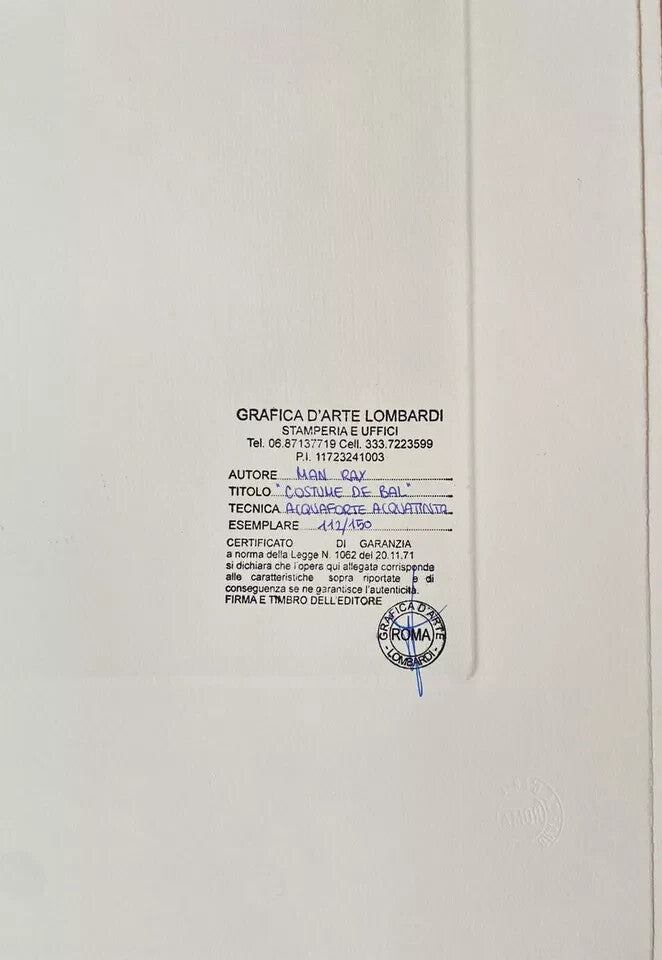 GRAFICA D'ARTE LOMBARDI
STAMPERIA E UFFICI
Tel. 06.87137719 Cell. 333.7223599
P.I. 11723241003
AUTORE MAN RAY
TITOLO "COSTUME DE BAL"
TECNICA ACQUAFORTE ACQUATINTA
ESEMPLARE 112/150
CERTIFICATO DI GARANZIA
a norma della Legge N. 1062 del 20.11.71
si dichiara che l'opera qui allegata corrisponde
alle caratteristiche sopra riportate e di
conseguenza se ne garantisce l'autenticità.
FIRMA E TIMBRO DELL'EDITORE
GRAFICA D'ARTE
ROMA
- LOMBARDI -